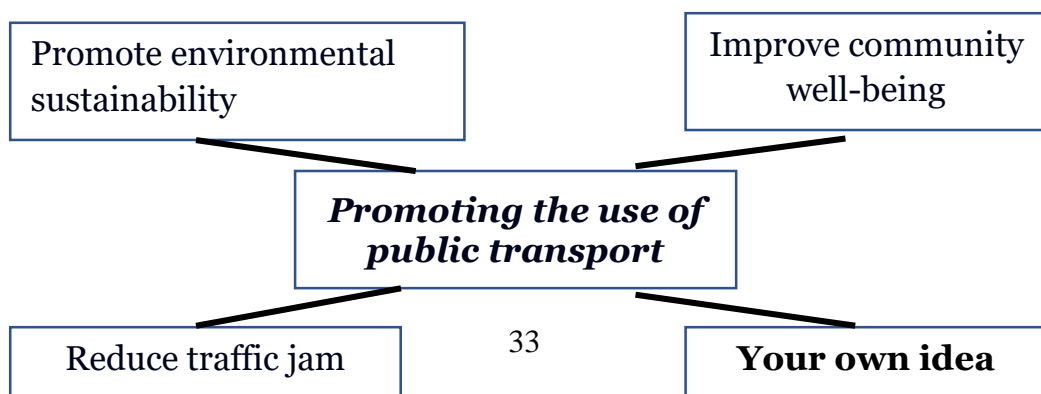 Promote environmental
sustainability
Improve community
well-being
Promoting the use of
public transport
Reduce traffic jam
33
Your own idea